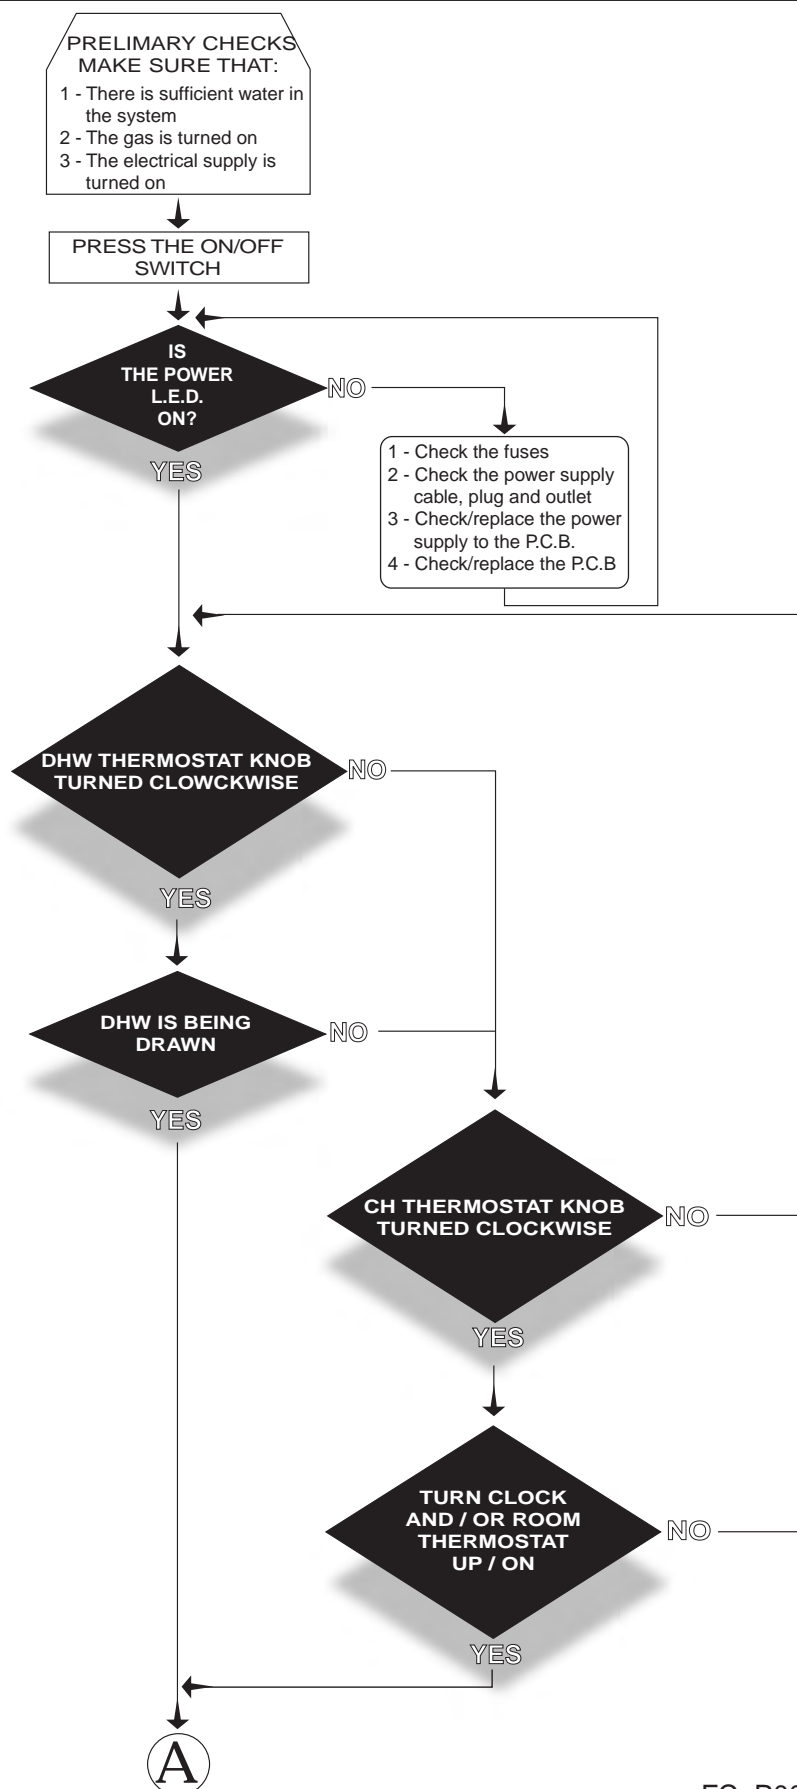 PRELIMARY CHECKS
MAKE SURE THAT:
1 - There is sufficient water in
the system
2 - The gas is turned on
3 - The electrical supply is
turned on
PRESS THE ON/OFF
SWITCH
IS
THE POWER
L.E.D.
ON?
NO
YES
1 - Check the fuses
2 - Check the power supply
cable, plug and outlet
3 - Check/replace the power
supply to the P.C.B.
4 - Check/replace the P.C.B
DHW THERMOSTAT KNOB
TURNED CLOWCKWISE
NO
YES
DHW IS BEING
DRAWN
NO
YES
CH THERMOSTAT KNOB
TURNED CLOCKWISE
NO
YES
TURN CLOCK
AND / OR ROOM
THERMOSTAT
UP / ON
NO
YES
A